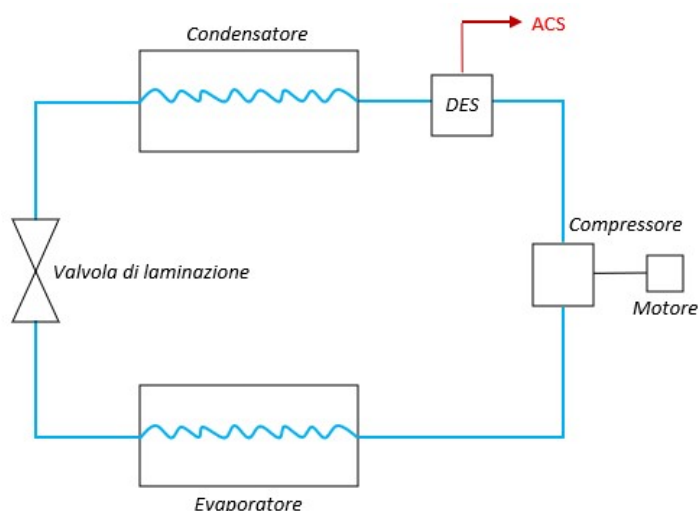 ACS
Condensatore
DES
Compressore
Valvola di laminazione
Motore
Evaporatore